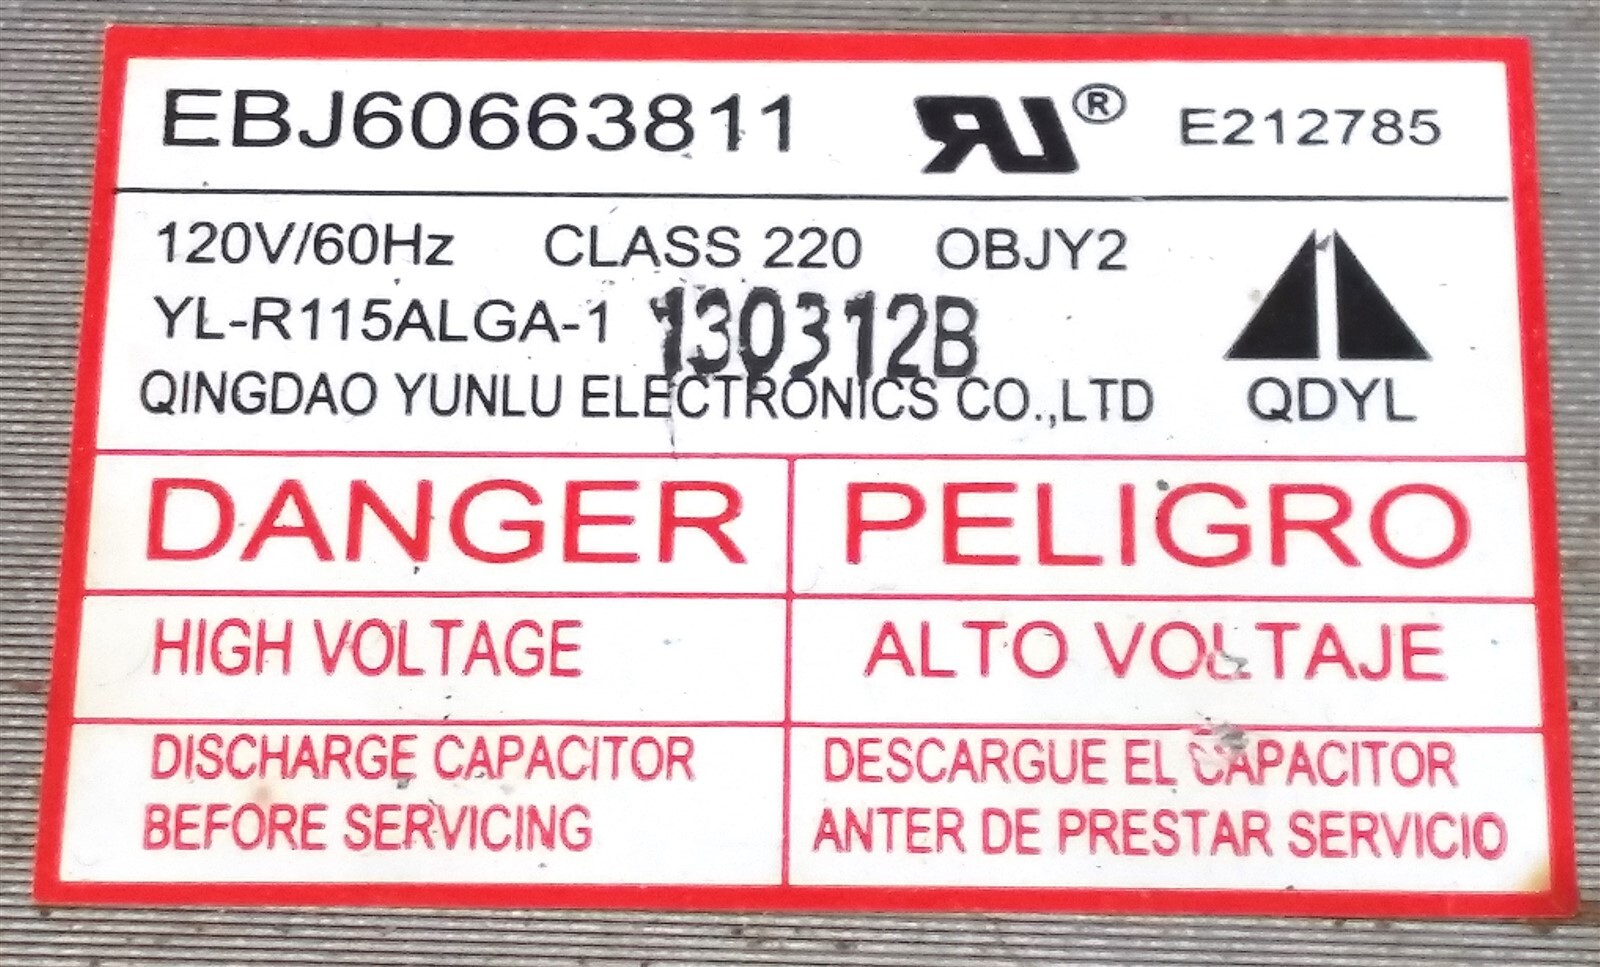 EBJ60663811 RU® E212785
120V/60Hz CLASS 220 OBJY2
YL-R115ALGA-1 130312B
QINGDAO YUNLU ELECTRONICS CO.,LTD QDYL
DANGER PELIGRO
HIGH VOLTAGE ALTO VOLTAJE
DISCHARGE CAPACITOR
BEFORE SERVICING
DESCARGUE EL CAPACITOR
ANTER DE PRESTAR SERVICIO